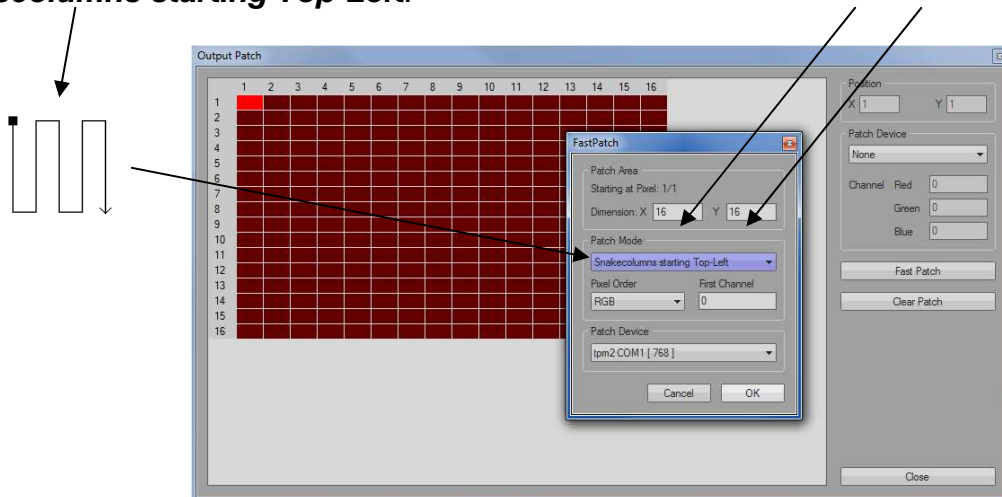 columns starting Top-Left.
Output Patch
1 2 3 4 5 6 7 8 9 10 11 12 13 14 15 16
1
2
3
4
5
6
7
8
9
10
11
12
13
14
15
16
FastPatch
Patch Area
Starting at Pixel: 1/1
Dimension: X 16 Y 16
Patch Mode
Snakecolumns starting Top-Left
Pixel Order First Channel
RGB 0
Patch Device
tpm2 COM1 [ 768 ]
Cancel OK
Position
X 1 Y 1
Patch Device
None
Channel Red 0
Green 0
Blue 0
Fast Patch
Clear Patch
Close